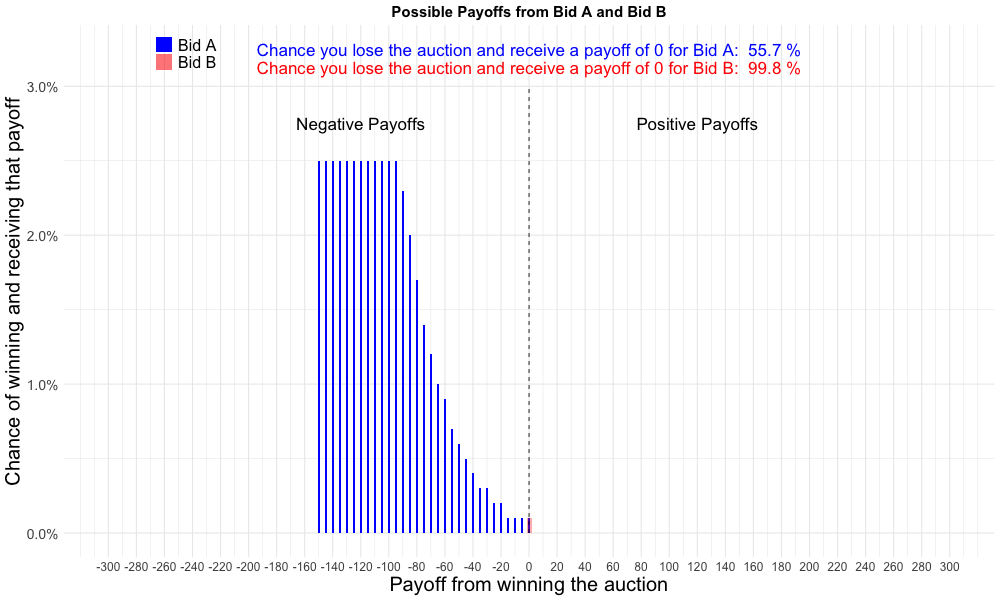 Possible Payoffs from Bid A and Bid B
Bid A
Bid B
Chance you lose the auction and receive a payoff of 0 for Bid A: 55.7 %
Chance you lose the auction and receive a payoff of 0 for Bid B: 99.8 %
Negative Payoffs
Positive Payoffs
Chance of winning and receiving that payoff
3.0%
2.0%
1.0%
0.0%
-300 -280 -260 -240 -220 -200 -180 -160 -140 -120 -100 -80 -60 -40 -20 0 20 40 60 80 100 120 140 160 180 200 220 240 260 280 300
Payoff from winning the auction